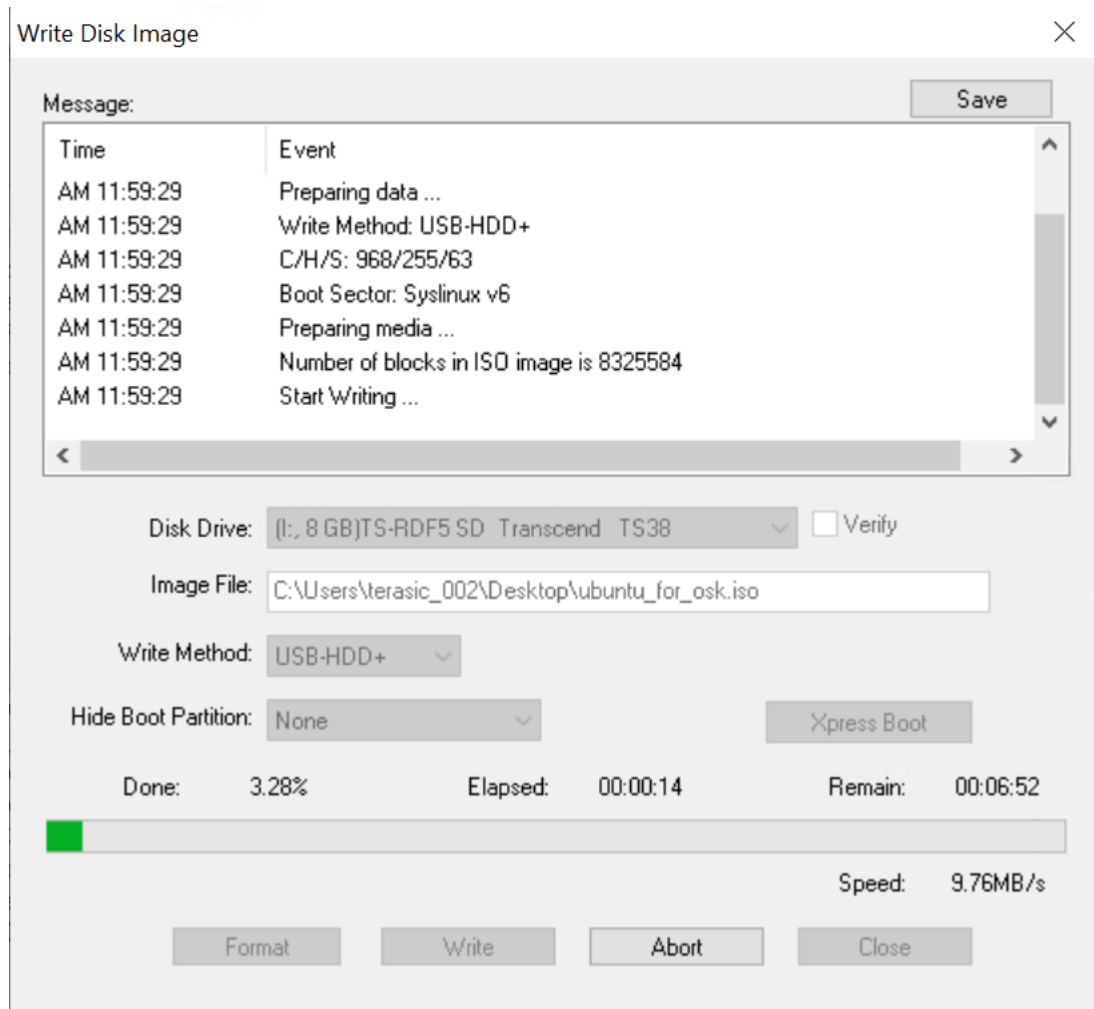 Write Disk Image
Message:
Save
Time Event
AM 11:59:29 Preparing data ...
AM 11:59:29 Write Method: USB-HDD+
AM 11:59:29 C/H/S: 968/255/63
AM 11:59:29 Boot Sector: Syslinux v6
AM 11:59:29 Preparing media ...
AM 11:59:29 Number of blocks in ISO image is 8325584
AM 11:59:29 Start Writing ...
Disk Drive: (I:, 8 GB)TS-RDF5 SD Transcend TS38 Verify
Image File: C:\Users\terasic_002\Desktop\ubuntu_for_osk.iso
Write Method: USB-HDD+
Hide Boot Partition: None Xpress Boot
Done: 3.28% Elapsed: 00:00:14 Remain: 00:06:52
Speed: 9.76MB/s
Format Write Abort Close